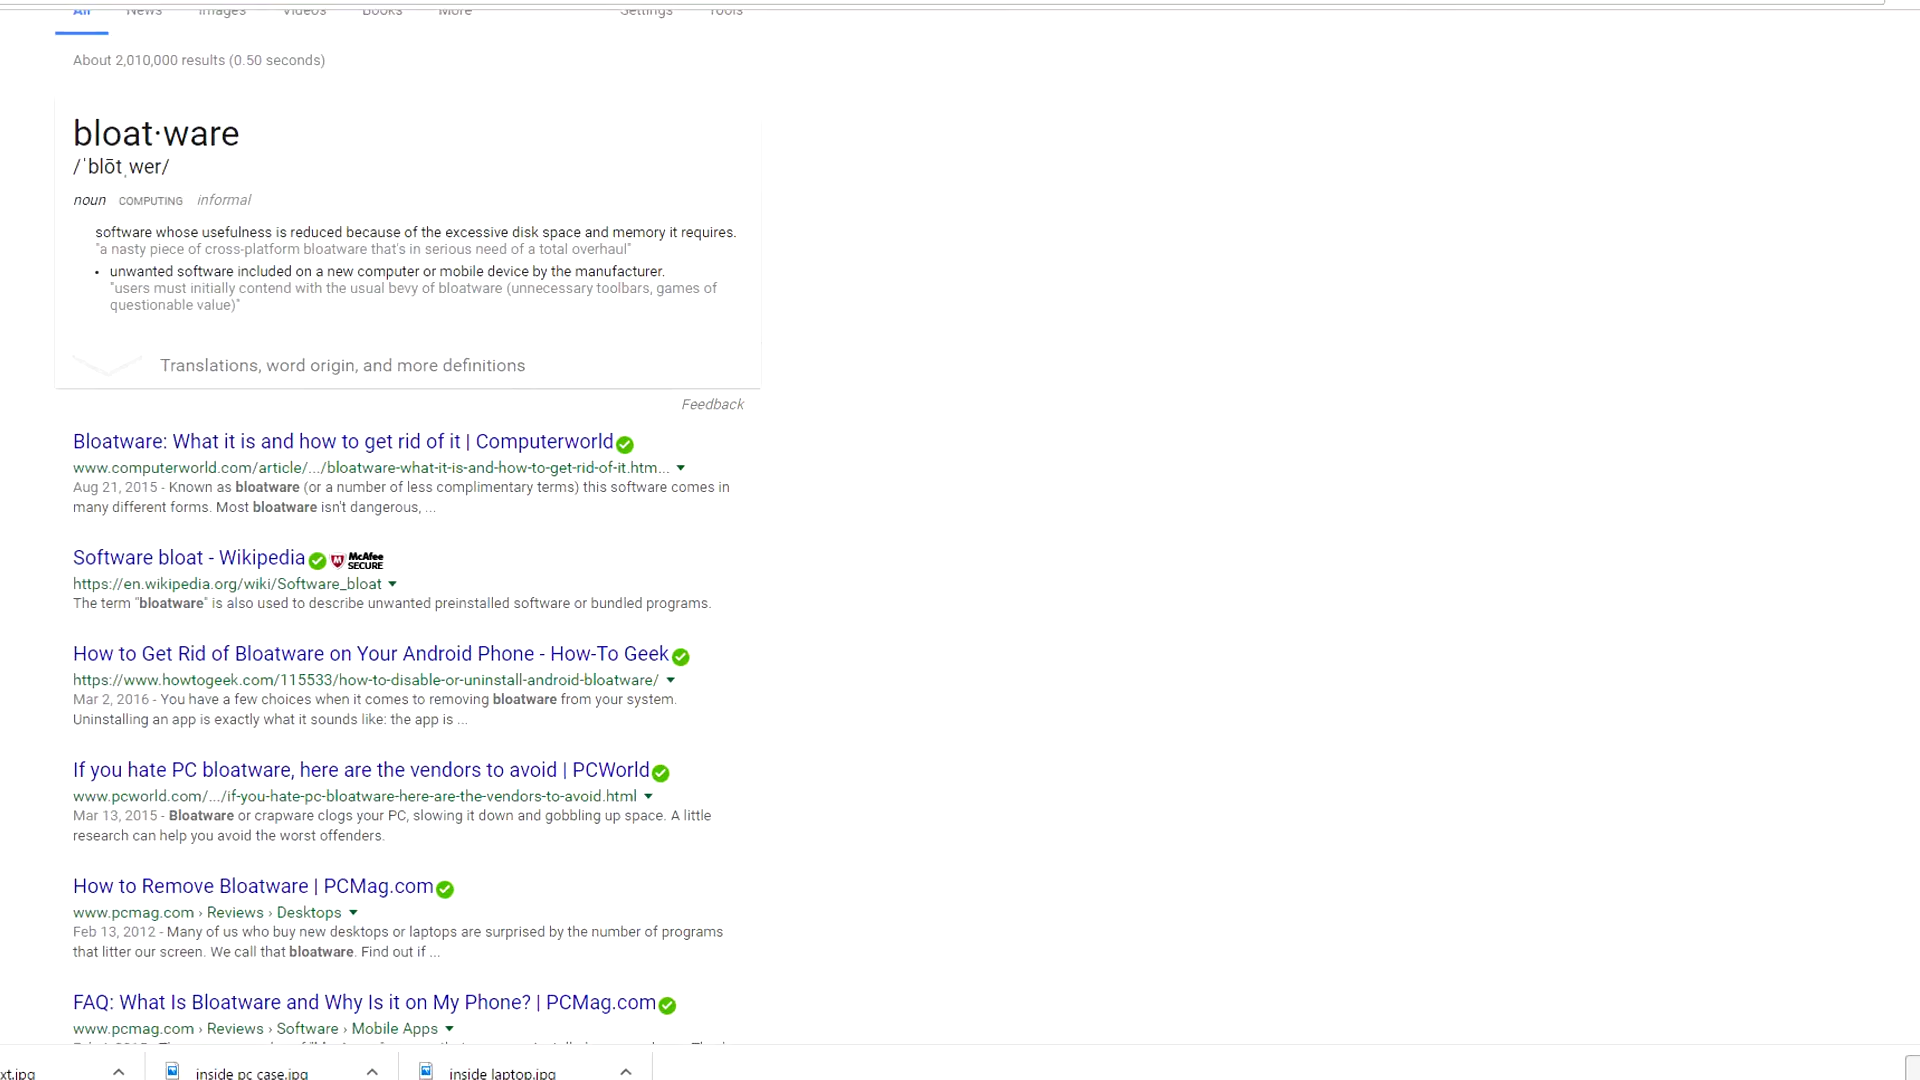 All News Images Videos Books More Settings Tools
About 2,010,000 results (0.50 seconds)
bloat·ware
/ˈblōtˌwer/
noun COMPUTING informal
software whose usefulness is reduced because of the excessive disk space and memory it requires.
"a nasty piece of cross-platform bloatware that's in serious need of a total overhaul"
• unwanted software included on a new computer or mobile device by the manufacturer.
"users must initially contend with the usual bevy of bloatware (unnecessary toolbars, games of
questionable value)"
Translations, word origin, and more definitions
Feedback
Bloatware: What it is and how to get rid of it | Computerworld
www.computerworld.com/article/.../bloatware-what-it-is-and-how-to-get-rid-of-it.htm...
Aug 21, 2015 - Known as bloatware (or a number of less complimentary terms) this software comes in
many different forms. Most bloatware isn't dangerous, ...
Software bloat - Wikipedia McAfee SECURE
https://en.wikipedia.org/wiki/Software_bloat
The term "bloatware" is also used to describe unwanted preinstalled software or bundled programs.
How to Get Rid of Bloatware on Your Android Phone - How-To Geek
https://www.howtogeek.com/115533/how-to-disable-or-uninstall-android-bloatware/
Mar 2, 2016 - You have a few choices when it comes to removing bloatware from your system.
Uninstalling an app is exactly what it sounds like: the app is ...
If you hate PC bloatware, here are the vendors to avoid | PCWorld
www.pcworld.com/.../if-you-hate-pc-bloatware-here-are-the-vendors-to-avoid.html
Mar 13, 2015 - Bloatware or crapware clogs your PC, slowing it down and gobbling up space. A little
research can help you avoid the worst offenders.
How to Remove Bloatware | PCMag.com
www.pcmag.com › Reviews › Desktops
Feb 13, 2012 - Many of us who buy new desktops or laptops are surprised by the number of programs
that litter our screen. We call that bloatware. Find out if ...
FAQ: What Is Bloatware and Why Is it on My Phone? | PCMag.com
www.pcmag.com › Reviews › Software › Mobile Apps
xt.jpg inside pc case.jpg inside laptop.jpg